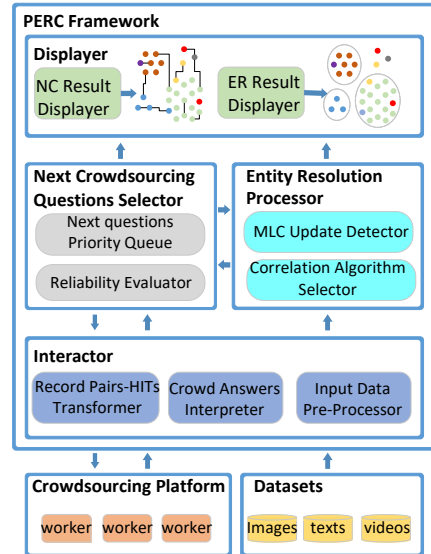 PERC Framework
Displayer
NC Result
Displayer
ER Result
Displayer
Next Crowdsourcing
Questions Selector
Next questions
Priority Queue
Reliability Evaluator
Entity Resolution
Processor
MLC Update Detector
Correlation Algorithm
Selector
Interactor
Record Pairs-HITs
Transformer
Crowd Answers
Interpreter
Input Data
Pre-Processor
Crowdsourcing Platform
worker worker worker
Datasets
Images texts videos